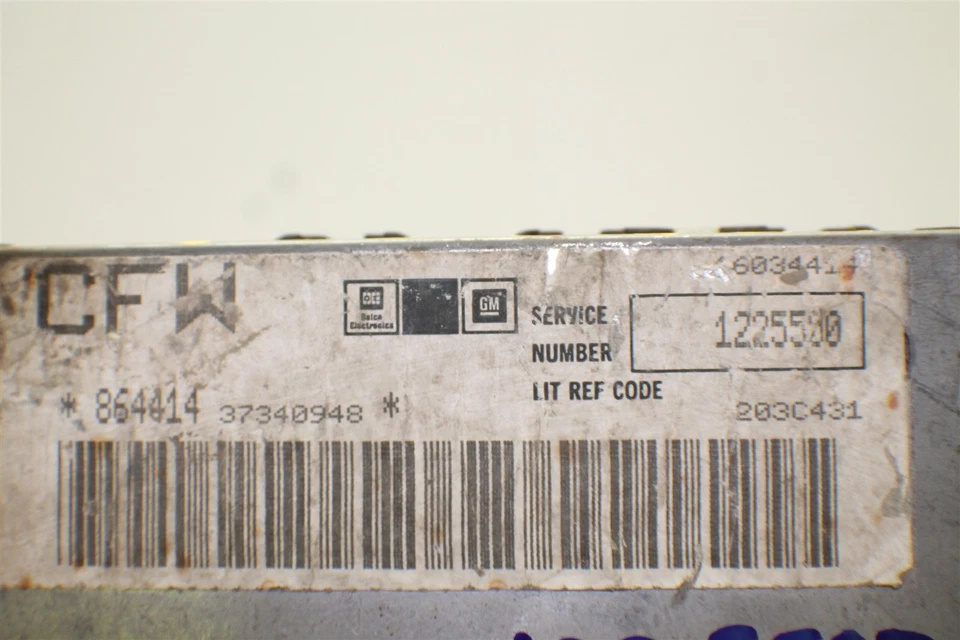 CFW
Delco
Electronics
GM
16034414
SERVICE
NUMBER
1225580
LIT REF CODE
203C431
* 864414 37340948 *